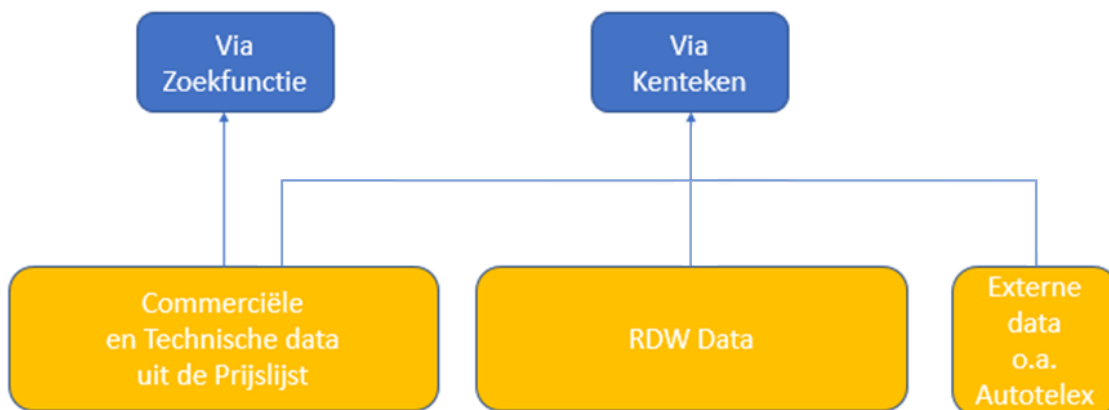 Via
Zoekfunctie
Via
Kenteken
Commerciële
en Technische data
uit de Prijslijst
RDW Data
Externe
data
o.a.
Autotelex